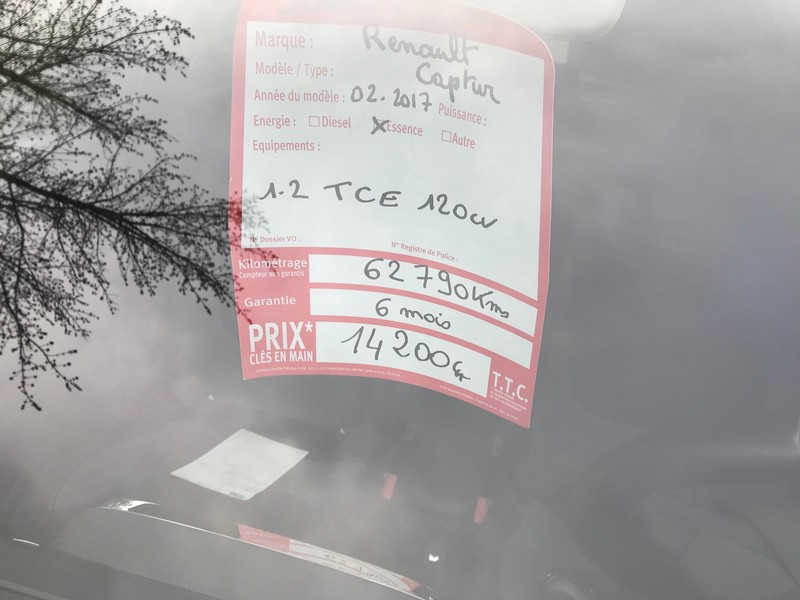 Marque : Renault
Modèle / Type : Captur
Année du modèle : 02.2017 Puissance :
Energie : Diesel Essence Autre
Equipements :
1.2 TCE 120cv
N° Dossier VO : N° Registre de Police :
Kilométrage 62790Kms
Compteur non garantis
Garantie 6 mois
PRIX* 14200
CLÉS EN MAIN
T.T.C.